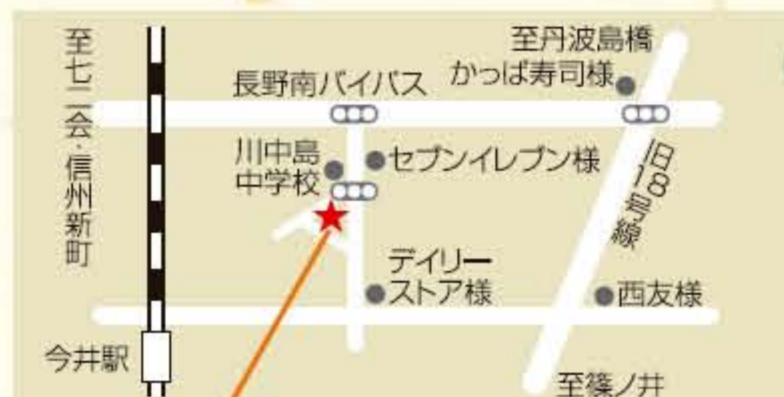 至丹波島橋
かっぱ寿司様
長野南バイパス
至七二会・信州新町
川中島
中学校
セブンイレブン様
旧18号線
デイリー
ストア様
西友様
今井駅
至篠ノ井